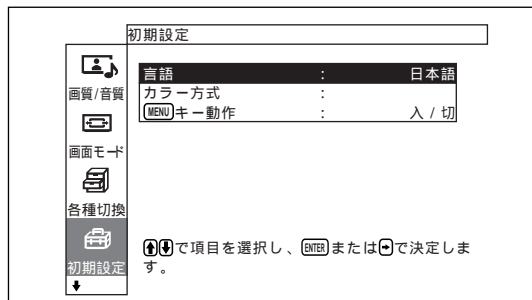 初期設定
画質/音質
画面モード
各種切換
初期設定
言語 : 日本語
カラー方式 :
MENUキー動作 : 入 / 切
で項目を選択し、ENTERまたはで決定しま
す。